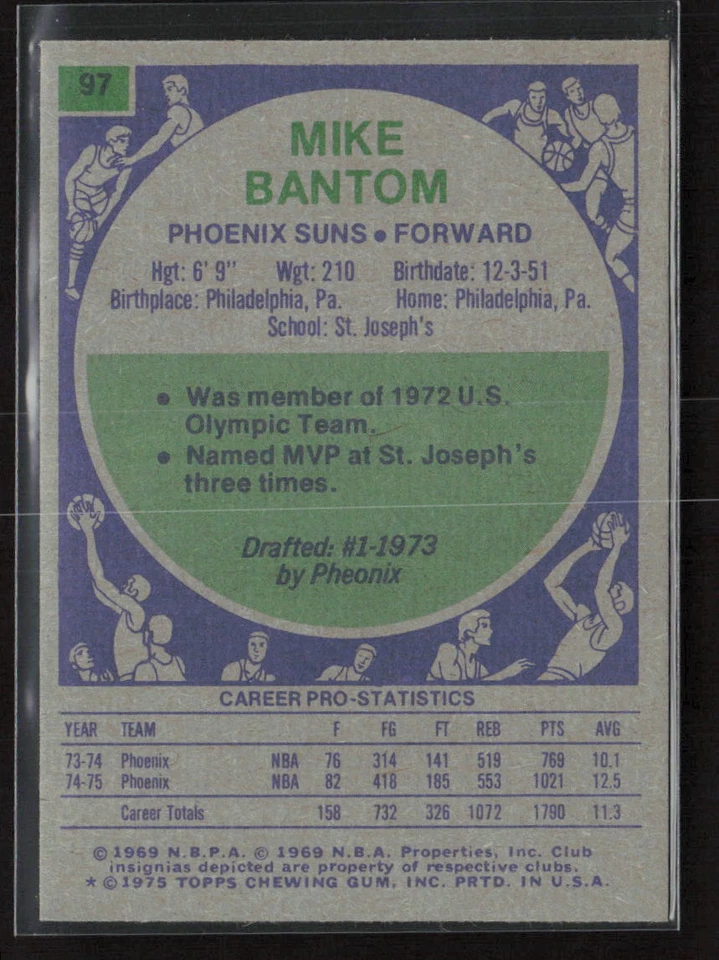 97
MIKE
BANTOM
PHOENIX SUNS • FORWARD
Hgt: 6' 9" Wgt: 210 Birthdate: 12-3-51
Birthplace: Philadelphia, Pa. Home: Philadelphia, Pa.
School: St. Joseph's
• Was member of 1972 U.S.
Olympic Team.
• Named MVP at St. Joseph's
three times.
Drafted: #1-1973
by Pheonix
CAREER PRO-STATISTICS
YEAR TEAM F FG FT REB PTS AVG
73-74 Phoenix NBA 76 314 141 519 769 10.1
74-75 Phoenix NBA 82 418 185 553 1021 12.5
Career Totals 158 732 326 1072 1790 11.3
© 1969 N.B.P.A. © 1969 N.B.A. Properties, Inc. Club
insignias depicted are property of respective clubs.
* © 1975 TOPPS CHEWING GUM, INC. PRTD. IN U.S.A.